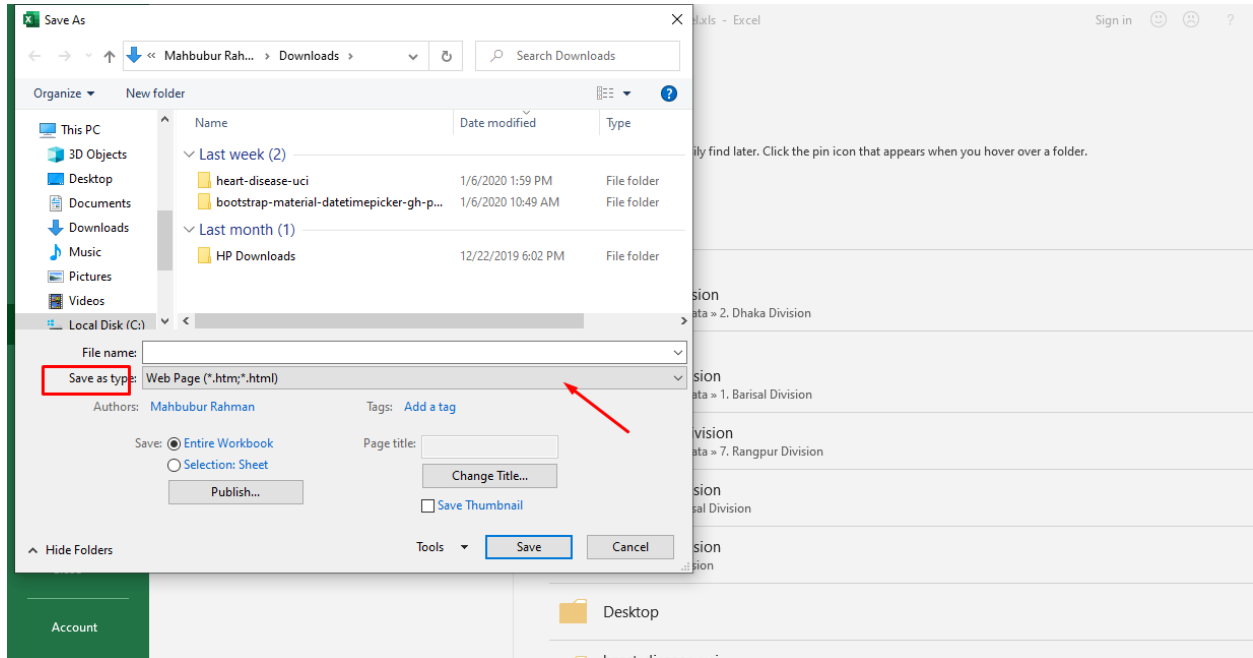 Save As
el.xls - Excel
Sign in
?
« Mahbubur Rah... › Downloads ›
Search Downloads
Organize
New folder
?
This PC
3D Objects
Desktop
Documents
Downloads
Music
Pictures
Videos
Local Disk (C:)
Name
Date modified
Type
Last week (2)
heart-disease-uci
1/6/2020 1:59 PM
File folder
bootstrap-material-datetimepicker-gh-p...
1/6/2020 10:49 AM
File folder
Last month (1)
HP Downloads
12/22/2019 6:02 PM
File folder
File name:
Save as type: Web Page (*.htm;*.html)
Authors: Mahbubur Rahman
Tags: Add a tag
Save: Entire Workbook
Selection: Sheet
Publish...
Page title:
Change Title...
Save Thumbnail
Hide Folders
Tools
Save
Cancel
Account
ily find later. Click the pin icon that appears when you hover over a folder.
sion
ata » 2. Dhaka Division
sion
ata » 1. Barisal Division
vision
ata » 7. Rangpur Division
sion
sal Division
sion
ision
Desktop